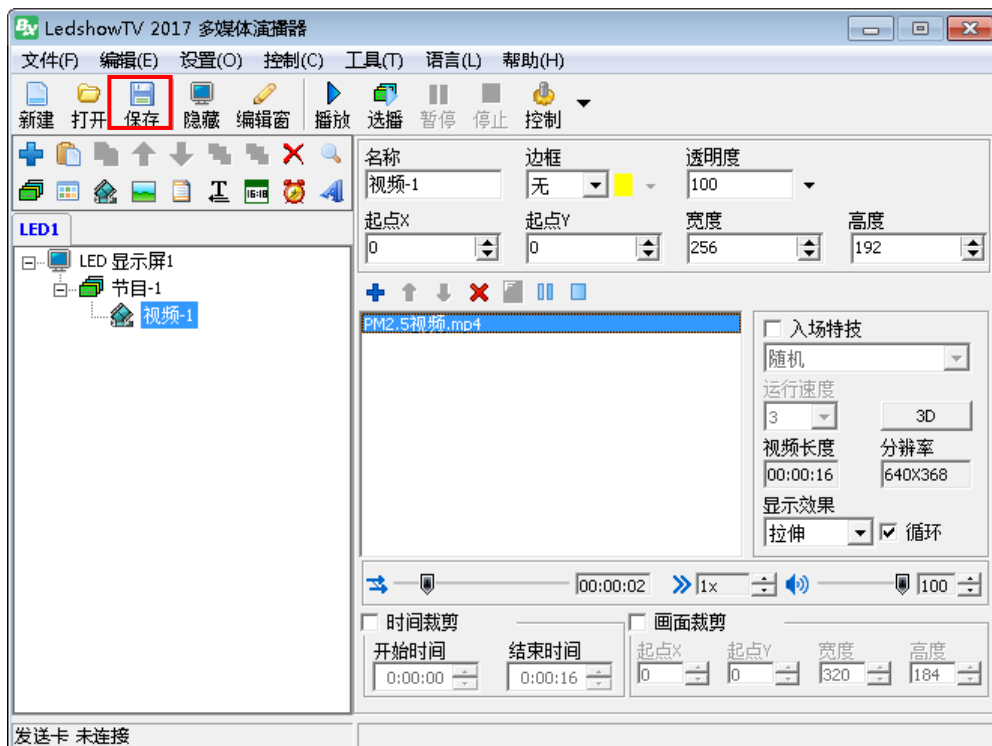 LedshowTV 2017 多媒体演播器
文件(F) 编辑(E) 设置(O) 控制(C) 工具(T) 语言(L) 帮助(H)
新建 打开 保存 隐藏 编辑窗 播放 选播 暂停 停止 控制
名称 边框 透明度
视频-1 无 100
起点X 起点Y 宽度 高度
0 0 256 192
LED1
LED 显示屏1
节目-1
视频-1
PM2.5视频.mp4
入场特技
随机
运行速度
3 3D
视频长度 分辨率
00:00:16 640X368
显示效果
拉伸 循环
00:00:02 1x 100
时间裁剪 画面裁剪
开始时间 结束时间 起点X 起点Y 宽度 高度
0:00:00 0:00:16 0 0 320 184
发送卡 未连接